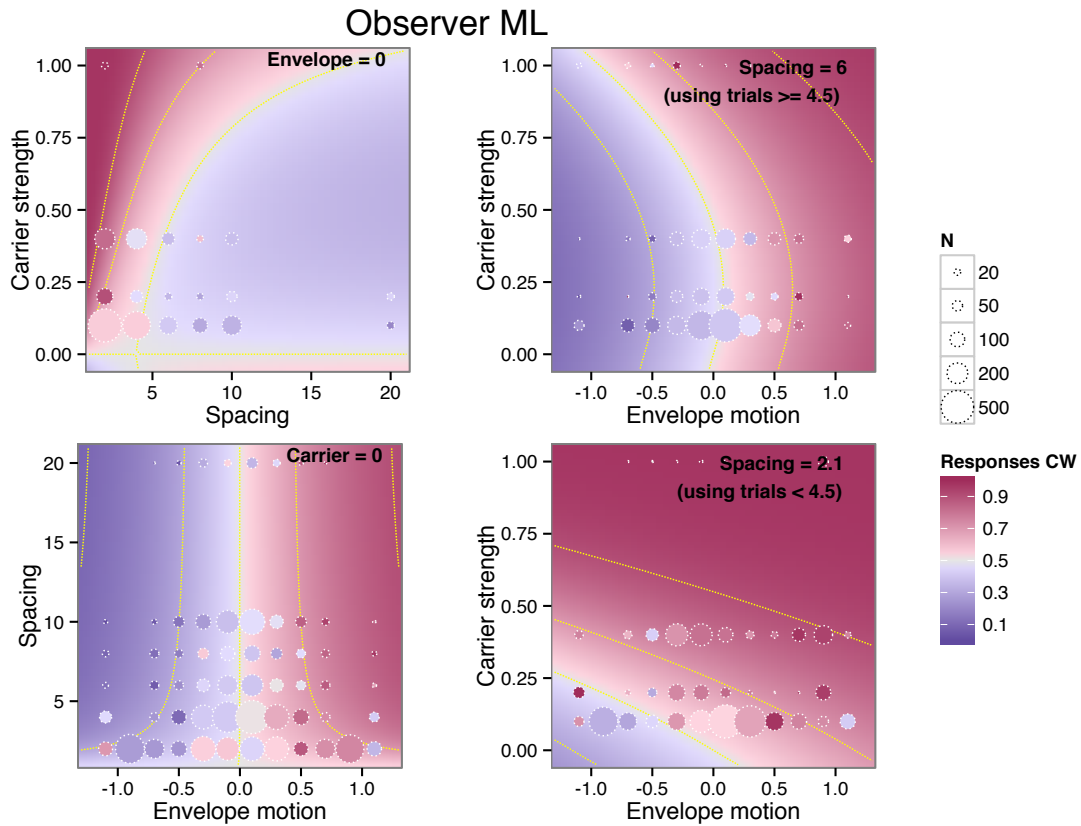 Observer ML
Envelope = 0
Carrier strength
1.00
0.75
0.50
0.25
0.00
5
10
15
20
Spacing
Spacing = 6
(using trials >= 4.5)
Carrier strength
1.00
0.75
0.50
0.25
0.00
-1.0
-0.5
0.0
0.5
1.0
Envelope motion
Carrier = 0
Spacing
20
15
10
5
-1.0
-0.5
0.0
0.5
1.0
Envelope motion
Spacing = 2.1
(using trials < 4.5)
Carrier strength
1.00
0.75
0.50
0.25
0.00
-1.0
-0.5
0.0
0.5
1.0
Envelope motion
N
20
50
100
200
500
Responses CW
0.9
0.7
0.5
0.3
0.1